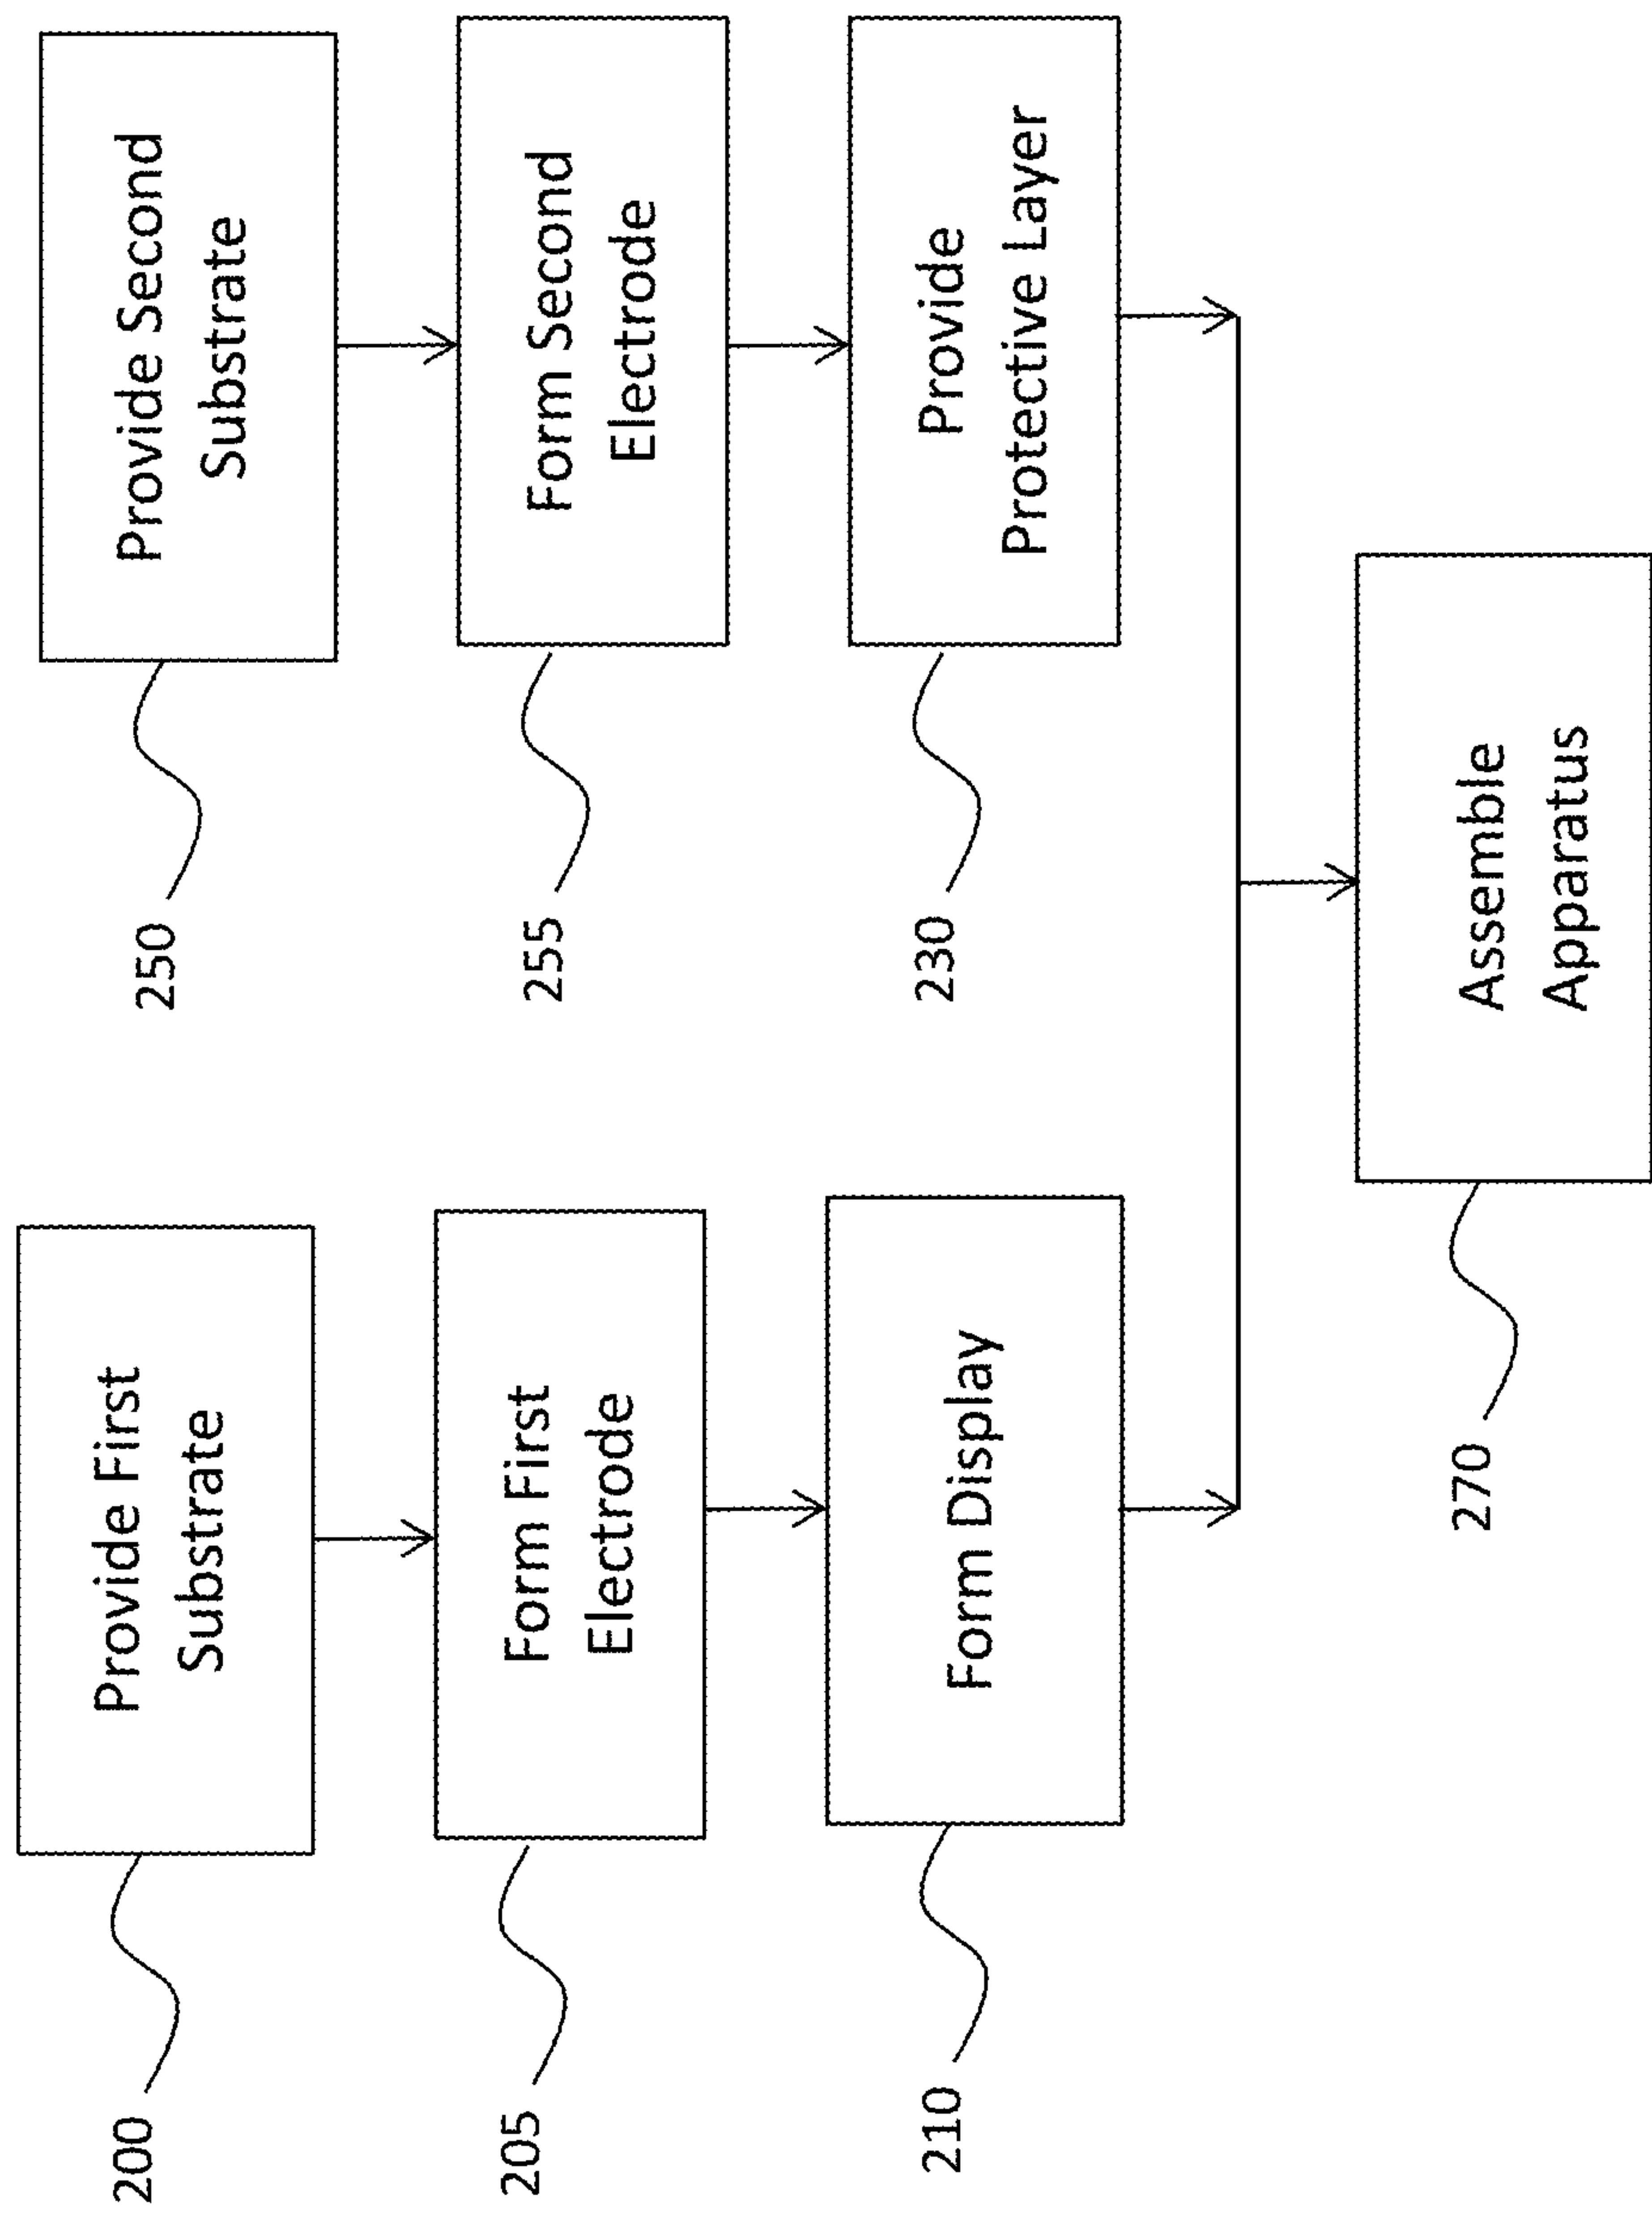 200
Provide First
Substrate
205
Form First
Electrode
210
Form Display
250
Provide Second
Substrate
255
Form Second
Electrode
230
Provide
Protective Layer
270
Assemble
Apparatus